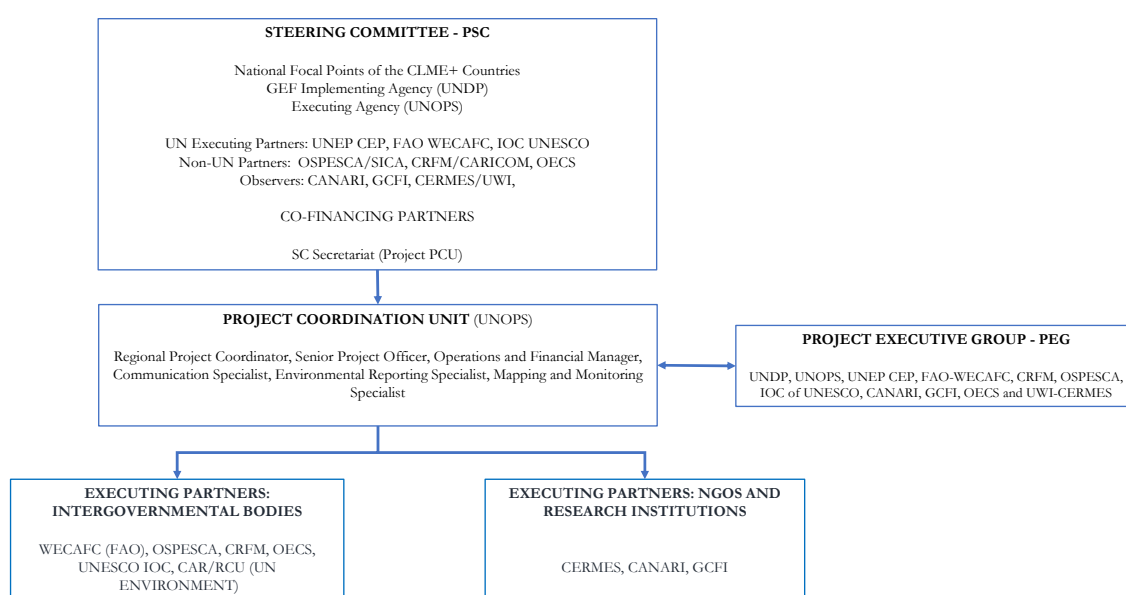 STEERING COMMITTEE - PSC
National Focal Points of the CLME+ Countries
GEF Implementing Agency (UNDP)
Executing Agency (UNOPS)
UN Executing Partners: UNEP CEP, FAO WECAFC, IOC UNESCO
Non-UN Partners: OSPESCA/SICA, CRFM/CARICOM, OECS
Observers: CANARI, GCFI, CERMES/UWI,
CO-FINANCING PARTNERS
SC Secretariat (Project PCU)
PROJECT COORDINATION UNIT (UNOPS)
Regional Project Coordinator, Senior Project Officer, Operations and Financial Manager,
Communication Specialist, Environmental Reporting Specialist, Mapping and Monitoring
Specialist
PROJECT EXECUTIVE GROUP - PEG
UNDP, UNOPS, UNEP CEP, FAO-WECAFC, CRFM, OSPESCA,
IOC of UNESCO, CANARI, GCFI, OECS and UWI-CERMES
EXECUTING PARTNERS:
INTERGOVERNMENTAL BODIES
WECAFC (FAO), OSPESCA, CRFM, OECS,
UNESCO IOC, CAR/RCU (UN
ENVIRONMENT)
EXECUTING PARTNERS: NGOS AND
RESEARCH INSTITUTIONS
CERMES, CANARI, GCFI